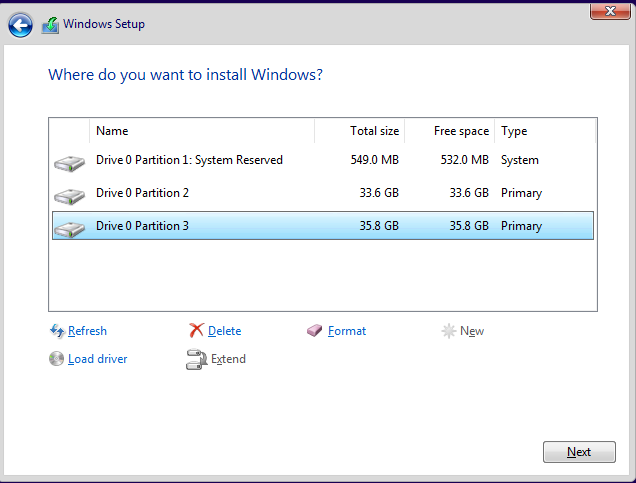 Windows Setup
Where do you want to install Windows?
Name Total size Free space Type
Drive 0 Partition 1: System Reserved 549.0 MB 532.0 MB System
Drive 0 Partition 2 33.6 GB 33.6 GB Primary
Drive 0 Partition 3 35.8 GB 35.8 GB Primary
Refresh Delete Format New
Load driver Extend
Next